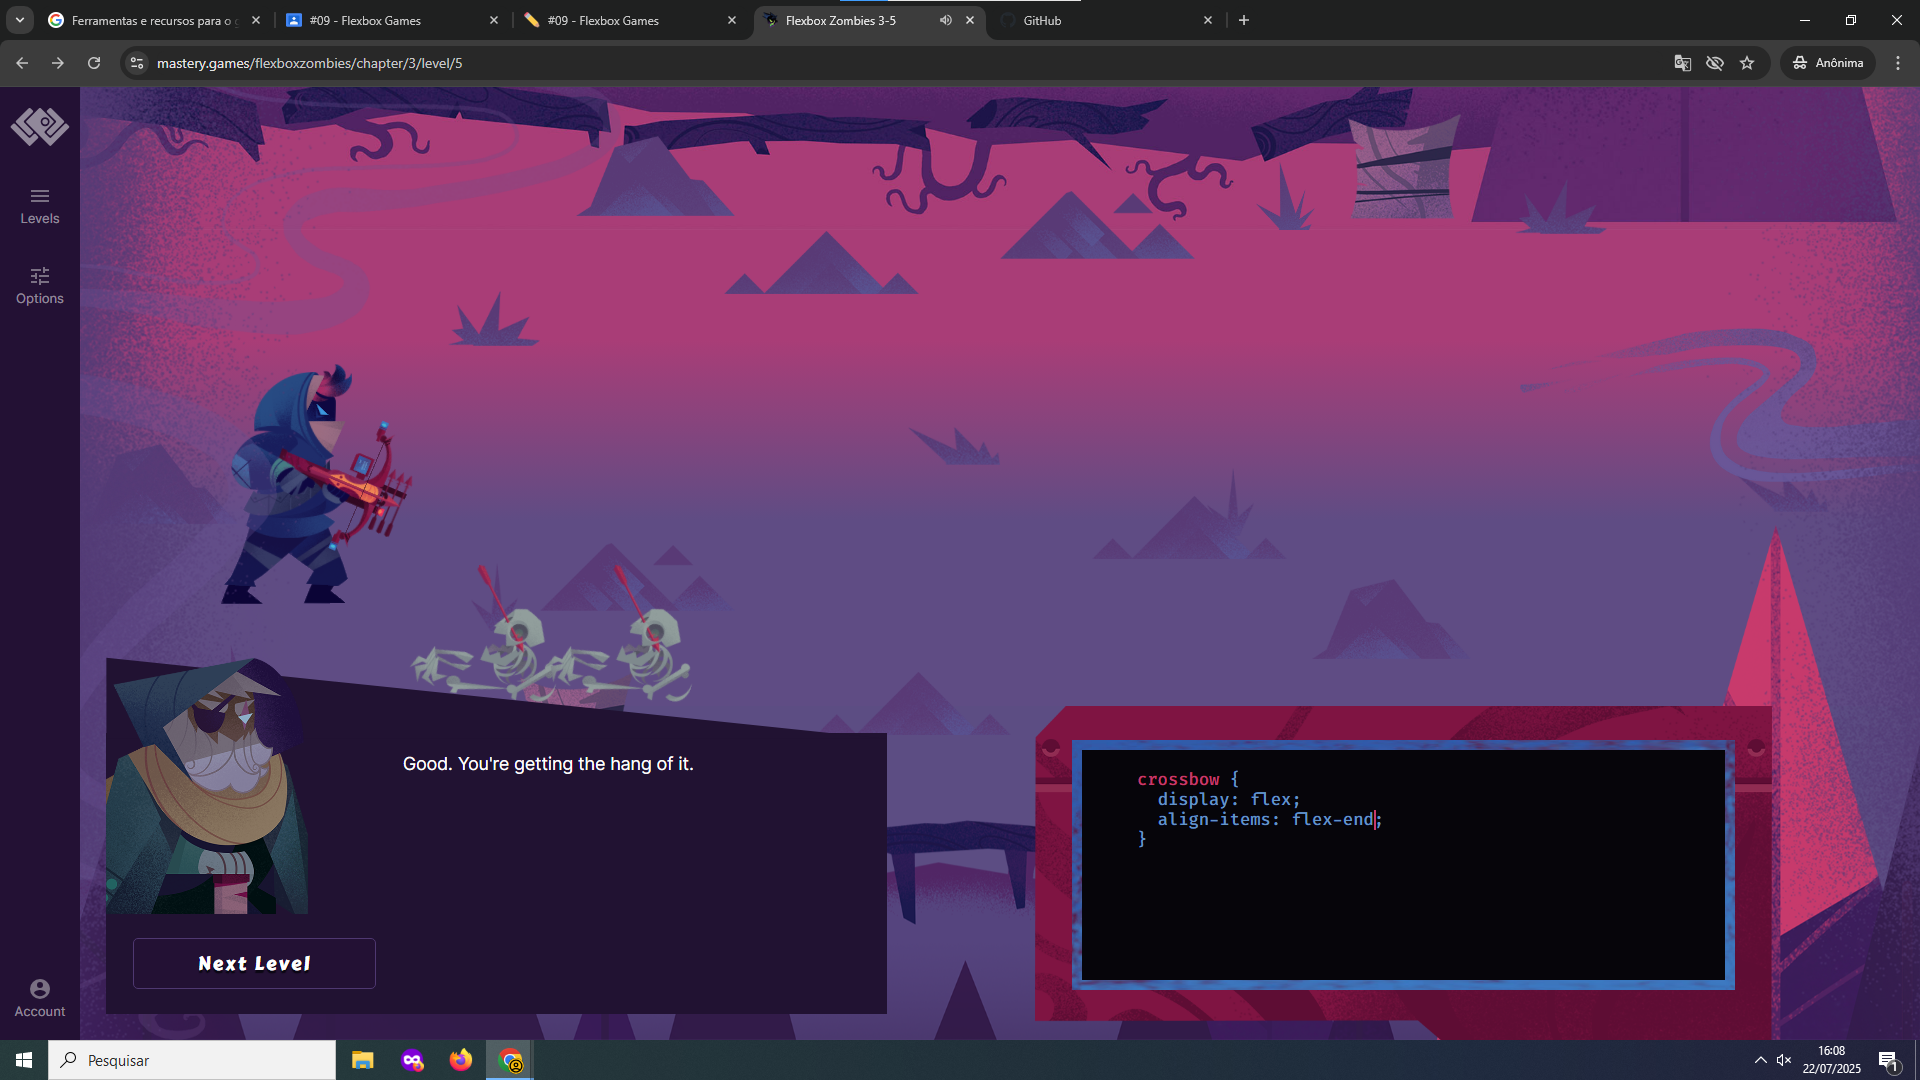 Ferramentas e recursos para o g
#09 - Flexbox Games
#09 - Flexbox Games
Flexbox Zombies 3-5
GitHub
mastery.games/flexboxzombies/chapter/3/level/5
Anônima
Levels
Options
Good. You're getting the hang of it.
crossbow {
display: flex;
align-items: flex-end;
}
Next Level
Account
Pesquisar
16:08
22/07/2025
1